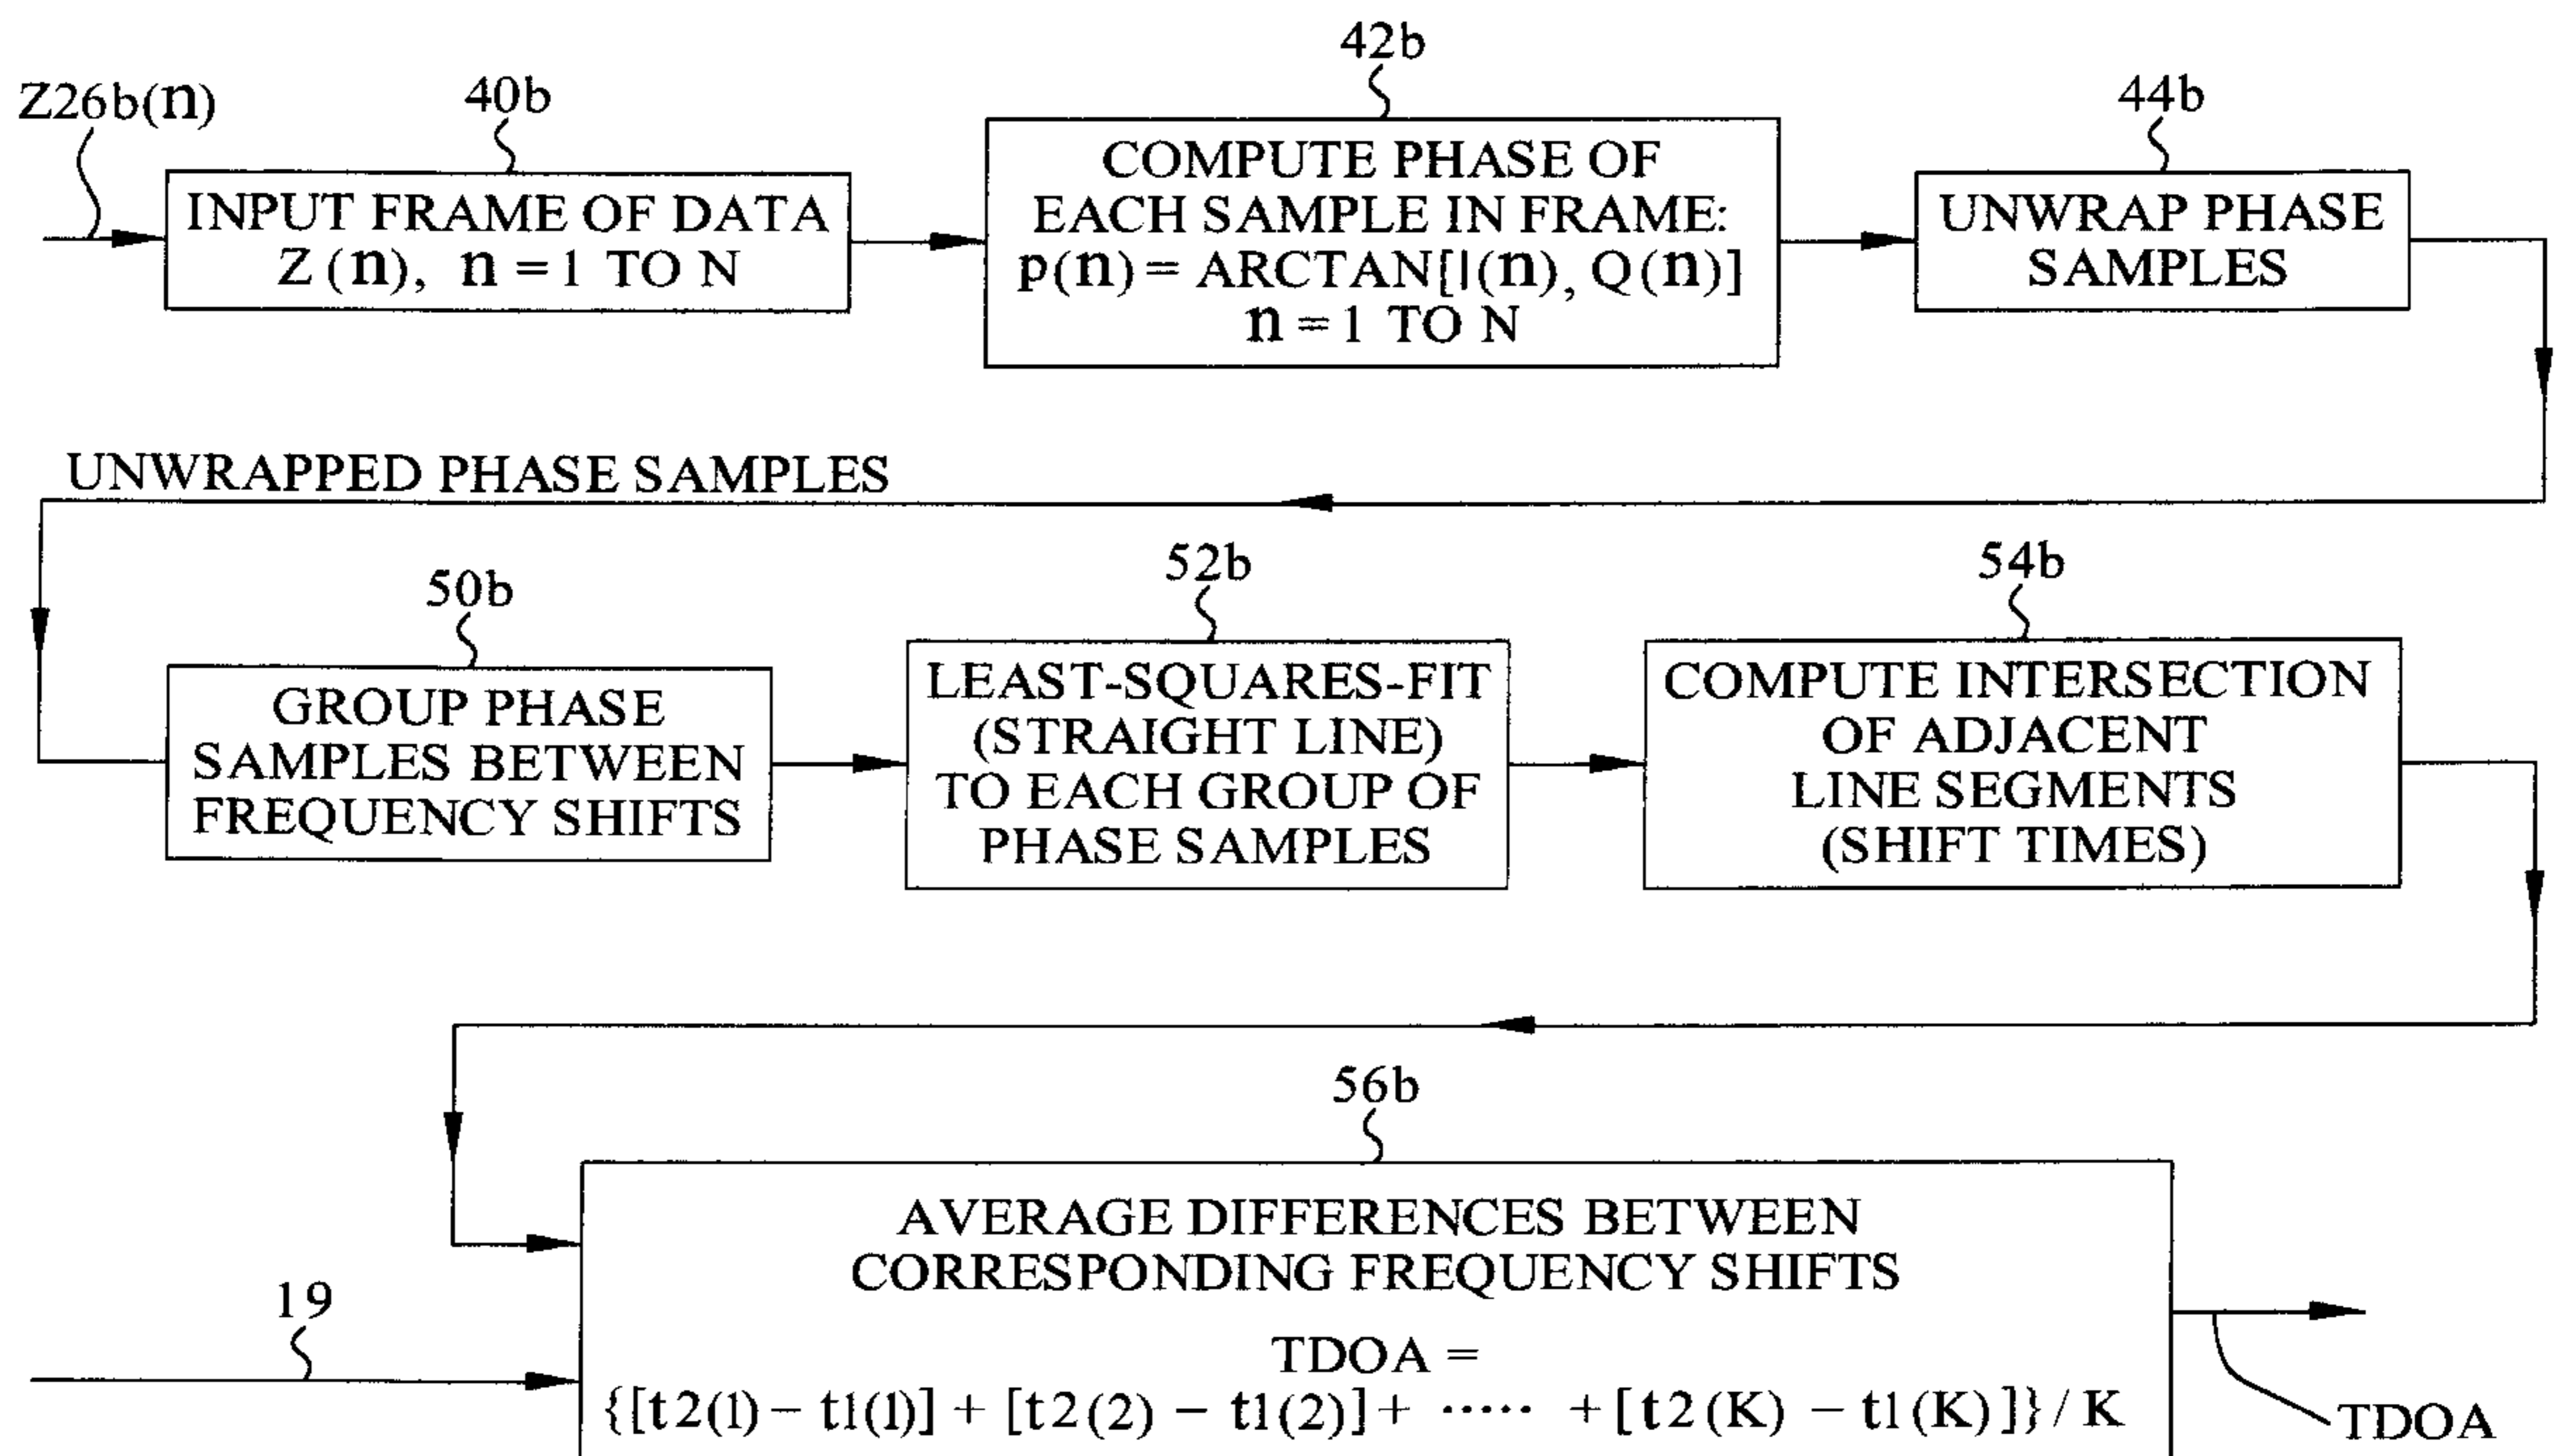 42b
Z26b(n)
40b
44b
INPUT FRAME OF DATA
Z(n), n=1 TO N
COMPUTE PHASE OF
EACH SAMPLE IN FRAME:
p(n) = ARCTAN[I(n), Q(n)]
n=1 TO N
UNWRAP PHASE
SAMPLES
UNWRAPPED PHASE SAMPLES
50b
52b
54b
GROUP PHASE
SAMPLES BETWEEN
FREQUENCY SHIFTS
LEAST-SQUARES-FIT
(STRAIGHT LINE)
TO EACH GROUP OF
PHASE SAMPLES
COMPUTE INTERSECTION
OF ADJACENT
LINE SEGMENTS
(SHIFT TIMES)
56b
19
AVERAGE DIFFERENCES BETWEEN
CORRESPONDING FREQUENCY SHIFTS
TDOA =
{[t2(1) − t1(1)] + [t2(2) − t1(2)] + ····· + [t2(K) − t1(K)]} / K
TDOA